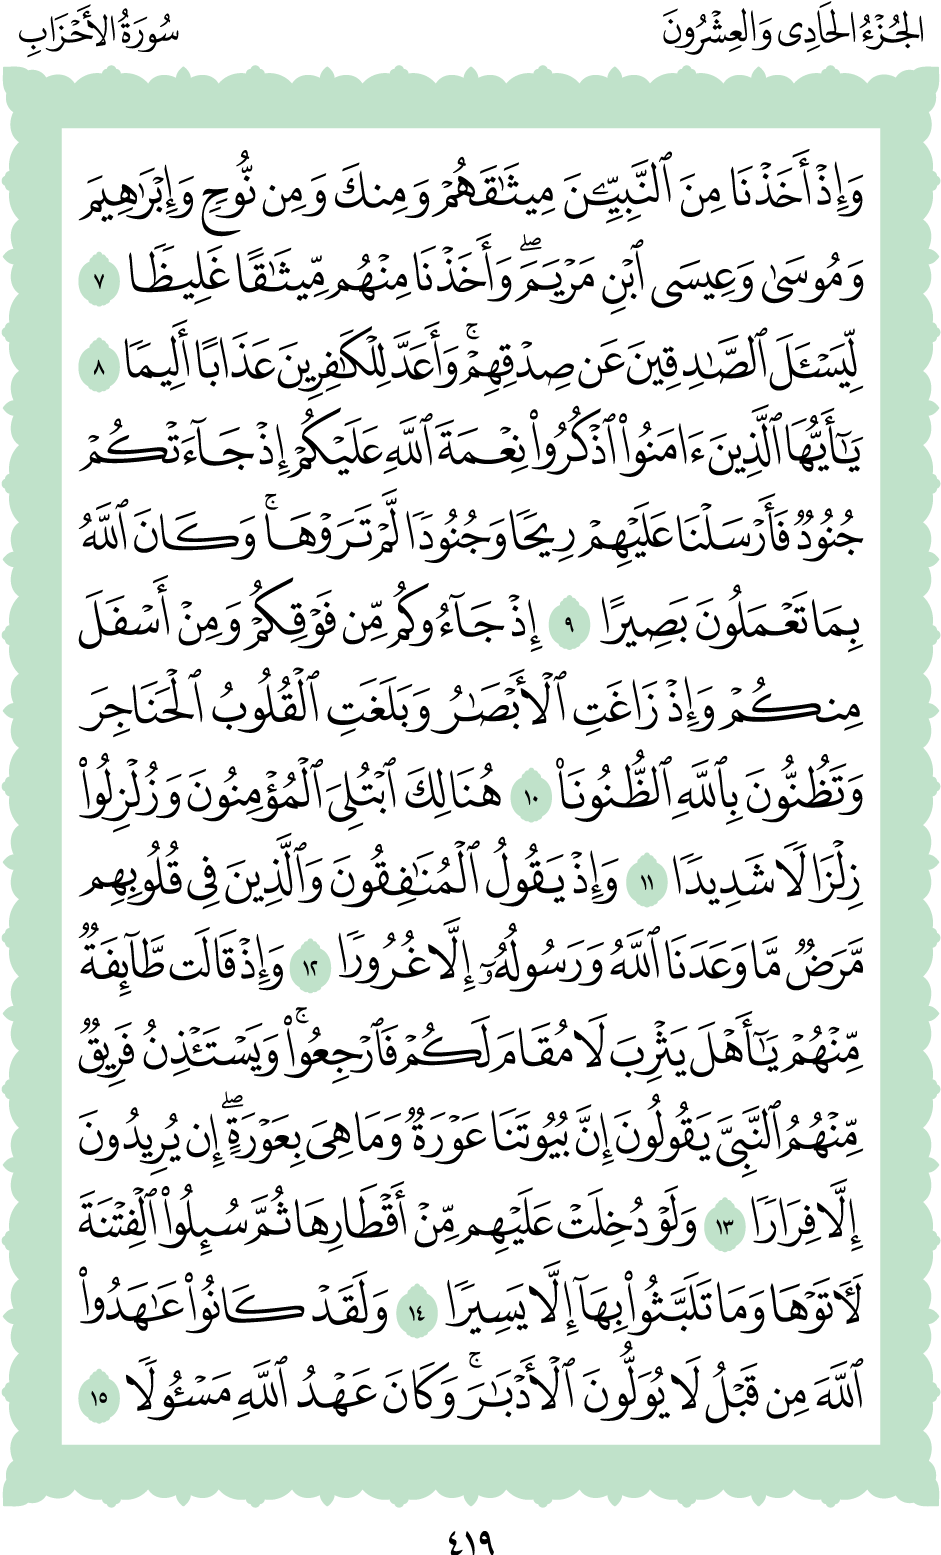 الجُزْءُ الحَادِى وَالعِشْرُونَ
سُورَةُ الأَحْزَابِ
وَإِذْ أَخَذْنَا مِنَ ٱلنَّبِيِّـۧنَ مِيثَٰقَهُمْ وَمِنكَ وَمِن نُّوحٍ وَإِبْرَٰهِيمَ
وَمُوسَىٰ وَعِيسَى ٱبْنِ مَرْيَمَۖ وَأَخَذْنَا مِنْهُم مِّيثَٰقًا غَلِيظًا ٧
لِّيَسْـَٔلَ ٱلصَّٰدِقِينَ عَن صِدْقِهِمْۚ وَأَعَدَّ لِلْكَٰفِرِينَ عَذَابًا أَلِيمًا ٨
يَٰٓأَيُّهَا ٱلَّذِينَ ءَامَنُوا۟ ٱذْكُرُوا۟ نِعْمَةَ ٱللَّهِ عَلَيْكُمْ إِذْ جَآءَتْكُمْ
جُنُودٌ فَأَرْسَلْنَا عَلَيْهِمْ رِيحًا وَجُنُودًا لَّمْ تَرَوْهَاۚ وَكَانَ ٱللَّهُ
بِمَا تَعْمَلُونَ بَصِيرًا ٩ إِذْ جَآءُوكُم مِّن فَوْقِكُمْ وَمِنْ أَسْفَلَ
مِنكُمْ وَإِذْ زَاغَتِ ٱلْأَبْصَٰرُ وَبَلَغَتِ ٱلْقُلُوبُ ٱلْحَنَاجِرَ
وَتَظُنُّونَ بِٱللَّهِ ٱلظُّنُونَا۠ ١٠ هُنَالِكَ ٱبْتُلِىَ ٱلْمُؤْمِنُونَ وَزُلْزِلُوا۟
زِلْزَالًا شَدِيدًا ١١ وَإِذْ يَقُولُ ٱلْمُنَٰفِقُونَ وَٱلَّذِينَ فِى قُلُوبِهِم
مَّرَضٌ مَّا وَعَدَنَا ٱللَّهُ وَرَسُولُهُۥٓ إِلَّا غُرُورًا ١٢ وَإِذْ قَالَت طَّآئِفَةٌ
مِّنْهُمْ يَٰٓأَهْلَ يَثْرِبَ لَا مُقَامَ لَكُمْ فَٱرْجِعُوا۟ۚ وَيَسْتَـْٔذِنُ فَرِيقٌ
مِّنْهُمُ ٱلنَّبِىَّ يَقُولُونَ إِنَّ بُيُوتَنَا عَوْرَةٌ وَمَا هِىَ بِعَوْرَةٍۖ إِن يُرِيدُونَ
إِلَّا فِرَارًا ١٣ وَلَوْ دُخِلَتْ عَلَيْهِم مِّنْ أَقْطَارِهَا ثُمَّ سُئِلُوا۟ ٱلْفِتْنَةَ
لَـَٔاتَوْهَا وَمَا تَلَبَّثُوا۟ بِهَآ إِلَّا يَسِيرًا ١٤ وَلَقَدْ كَانُوا۟ عَٰهَدُوا۟
ٱللَّهَ مِن قَبْلُ لَا يُوَلُّونَ ٱلْأَدْبَٰرَۚ وَكَانَ عَهْدُ ٱللَّهِ مَسْـُٔولًا ١٥
٤١٩